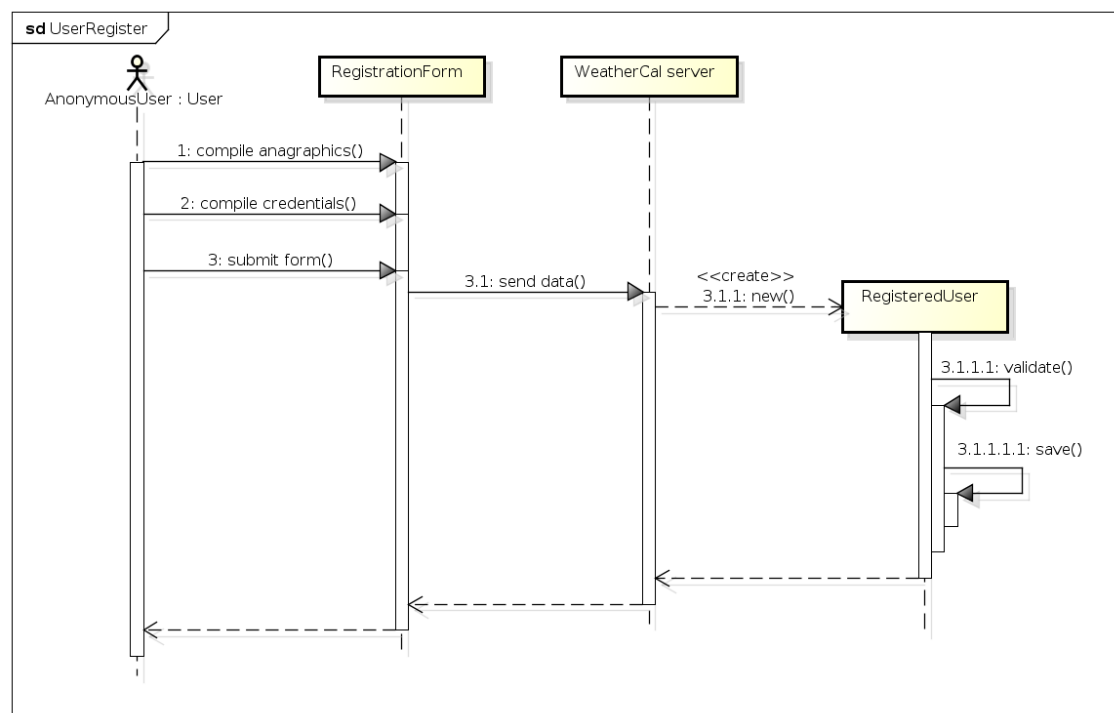 sd UserRegister
AnonymousUser : User
RegistrationForm
WeatherCal server
1: compile anagraphics()
2: compile credentials()
3: submit form()
3.1: send data()
<<create>>
3.1.1: new()
RegisteredUser
3.1.1.1: validate()
3.1.1.1.1: save()